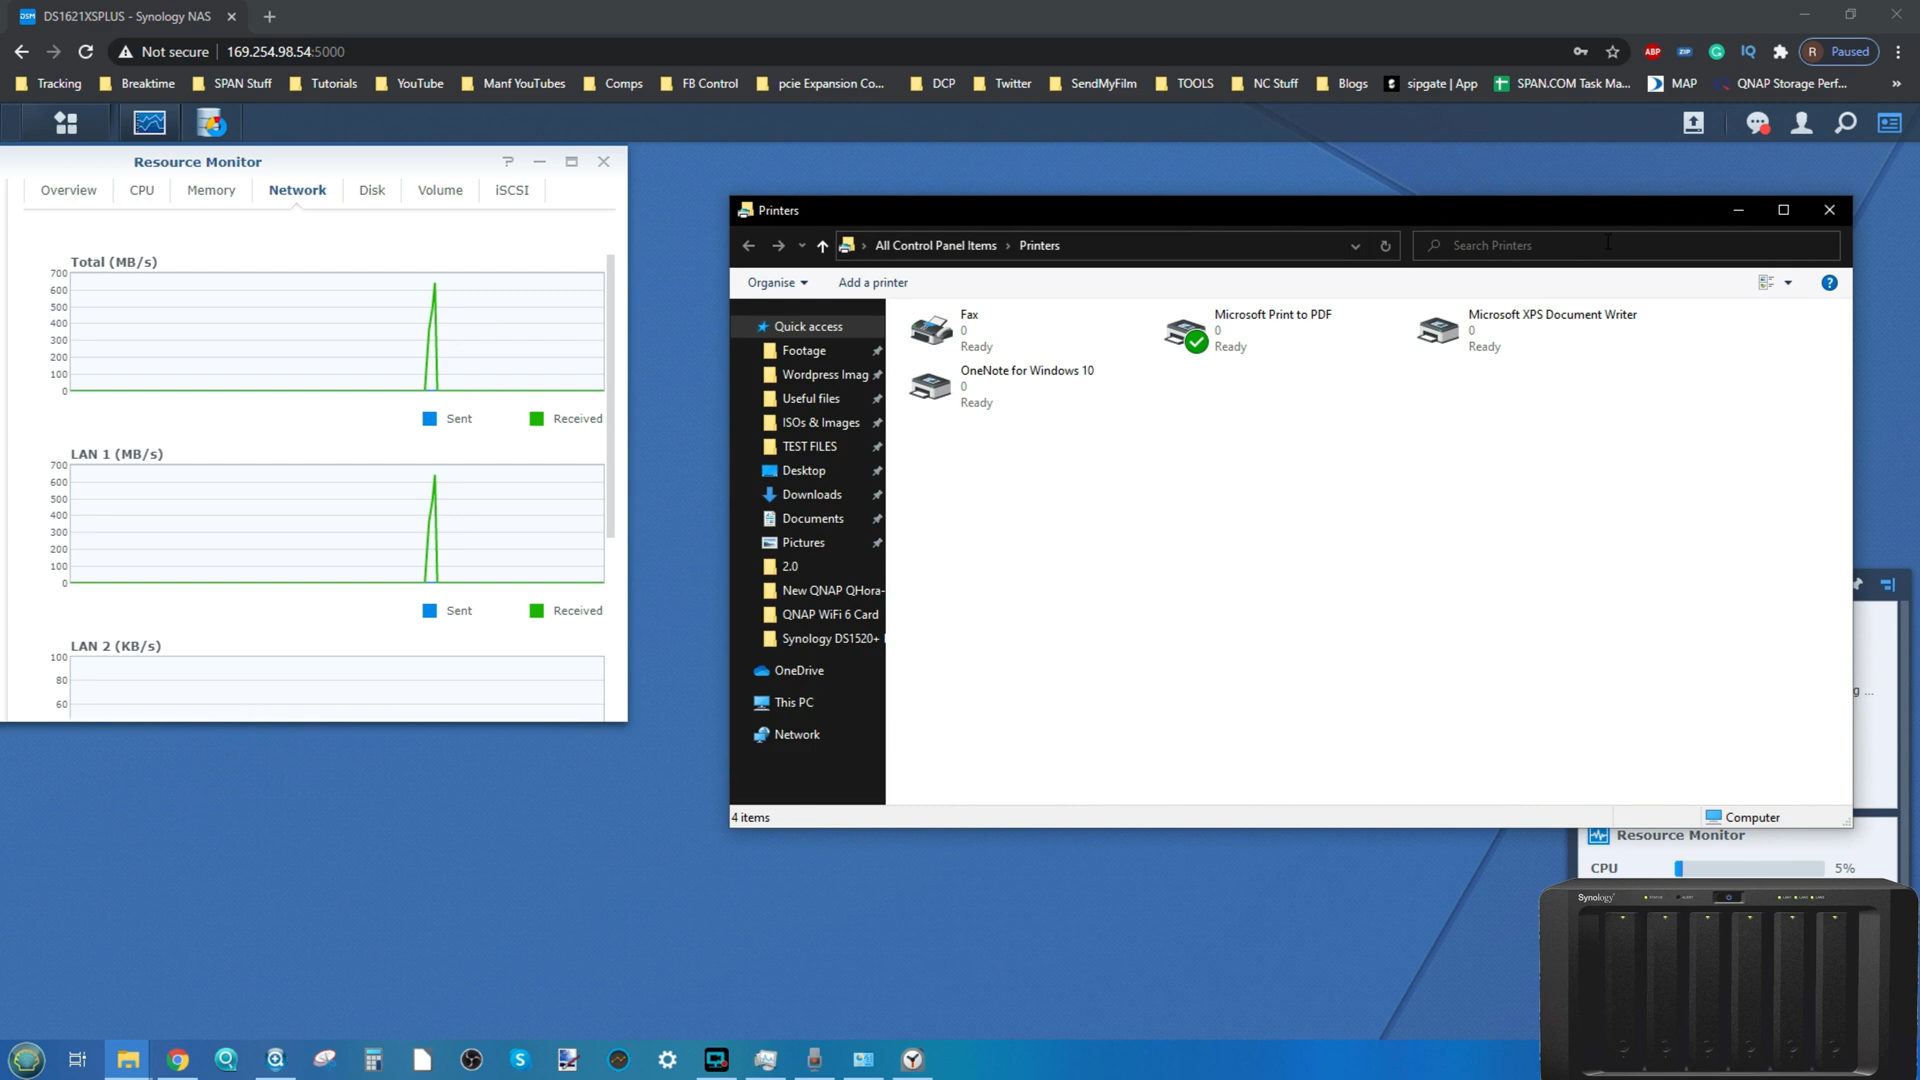 DS1621XSPLUS - Synology NAS
Not secure 169.254.98.54:5000
ABP ZIP IQ R Paused
Tracking Breaktime SPAN Stuff Tutorials YouTube Manf YouTubes Comps FB Control pcie Expansion Co... DCP Twitter SendMyFilm TOOLS NC Stuff Blogs sipgate | App SPAN.COM Task Ma... MAP QNAP Storage Perf... »
Resource Monitor
Overview CPU Memory Network Disk Volume iSCSI
Total (MB/s)
700
600
500
400
300
200
100
0
Sent Received
LAN 1 (MB/s)
700
600
500
400
300
200
100
0
Sent Received
LAN 2 (KB/s)
100
80
60
Printers
All Control Panel Items › Printers
Search Printers
Organise Add a printer
Quick access
Footage
Wordpress Imag
Useful files
ISOs & Images
TEST FILES
Desktop
Downloads
Documents
Pictures
2.0
New QNAP QHora-
QNAP WiFi 6 Card
Synology DS1520+
OneDrive
This PC
Network
Fax
0
Ready
Microsoft Print to PDF
0
Ready
Microsoft XPS Document Writer
0
Ready
OneNote for Windows 10
0
Ready
4 items
Computer
g ...
Resource Monitor
CPU 5%
Synology